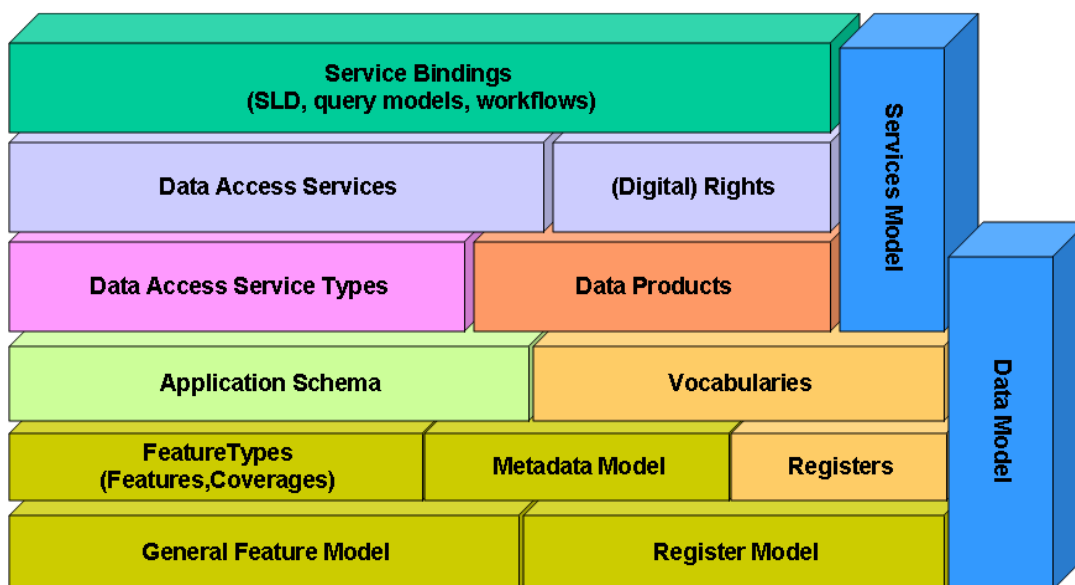 Service Bindings
(SLD, query models, workflows)
Services Model
Data Access Services
(Digital) Rights
Data Access Service Types
Data Products
Data Model
Application Schema
Vocabularies
FeatureTypes
(Features,Coverages)
Metadata Model
Registers
General Feature Model
Register Model